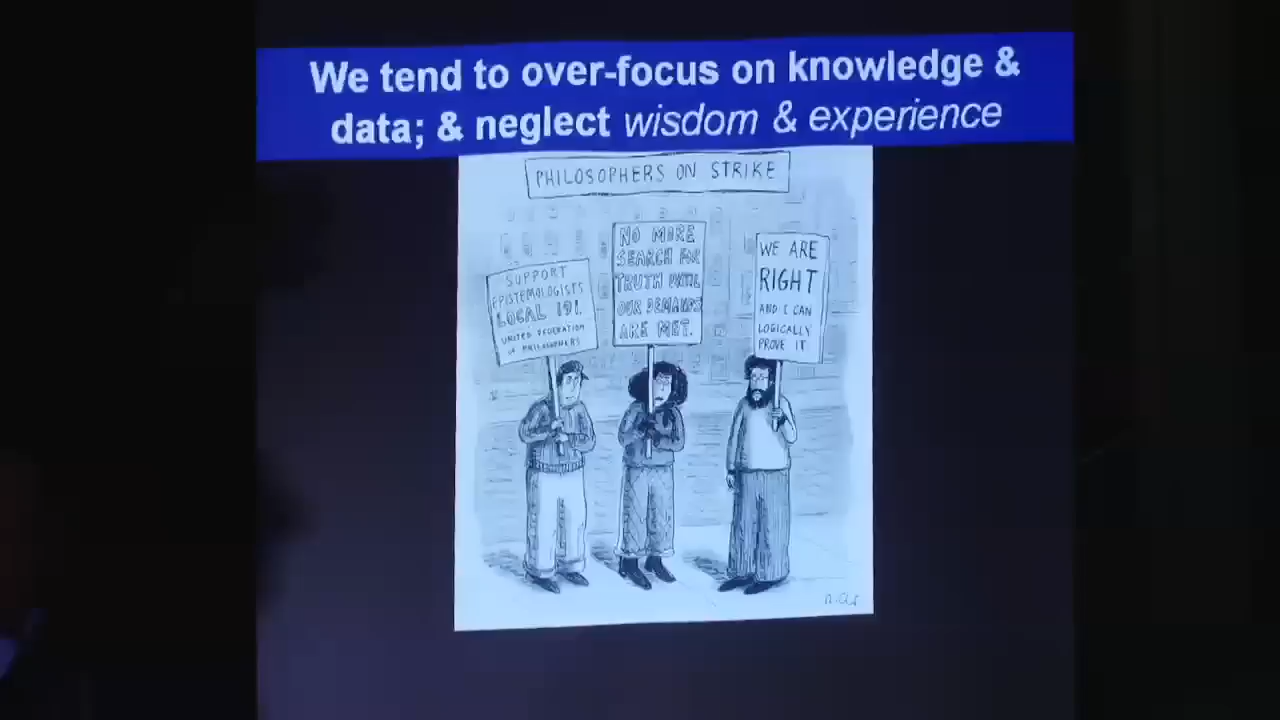 We tend to over-focus on knowledge &
data; & neglect wisdom & experience
PHILOSOPHERS ON STRIKE
SUPPORT
EPISTEMOLOGISTS
LOCAL 191.
UNITED FEDERATION
of PHILOSOPHERS
NO MORE
SEARCH FOR
TRUTH UNTIL
OUR DEMANDS
ARE MET.
WE ARE
RIGHT
AND I CAN
LOGICALLY
PROVE IT